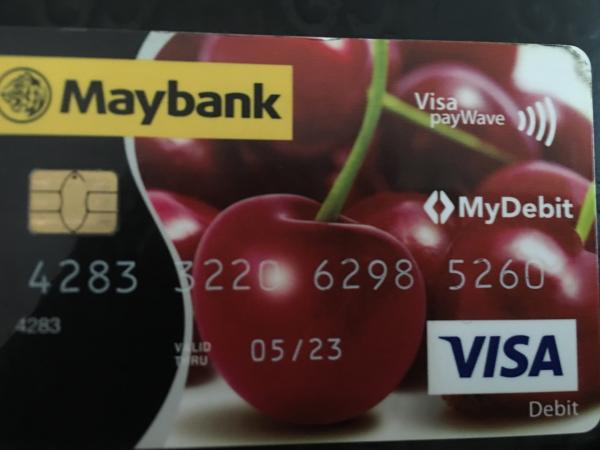 Maybank
Visa
payWave
MyDebit
4283 3220 6298 5260
4283
VALID
THRU
05/23
VISA
Debit